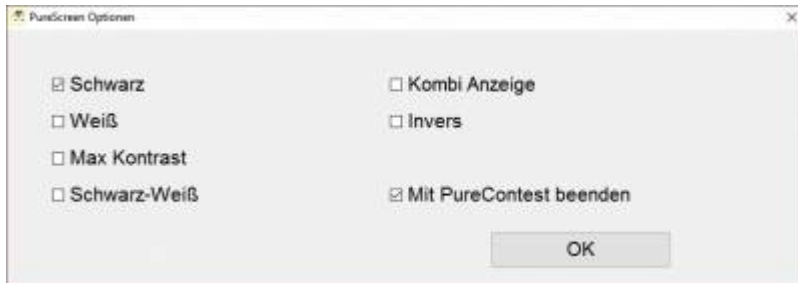 PureScreen Optionen
Schwarz
Kombi Anzeige
Weiß
Invers
Max Kontrast
Schwarz-Weiß
Mit PureContest beenden
OK